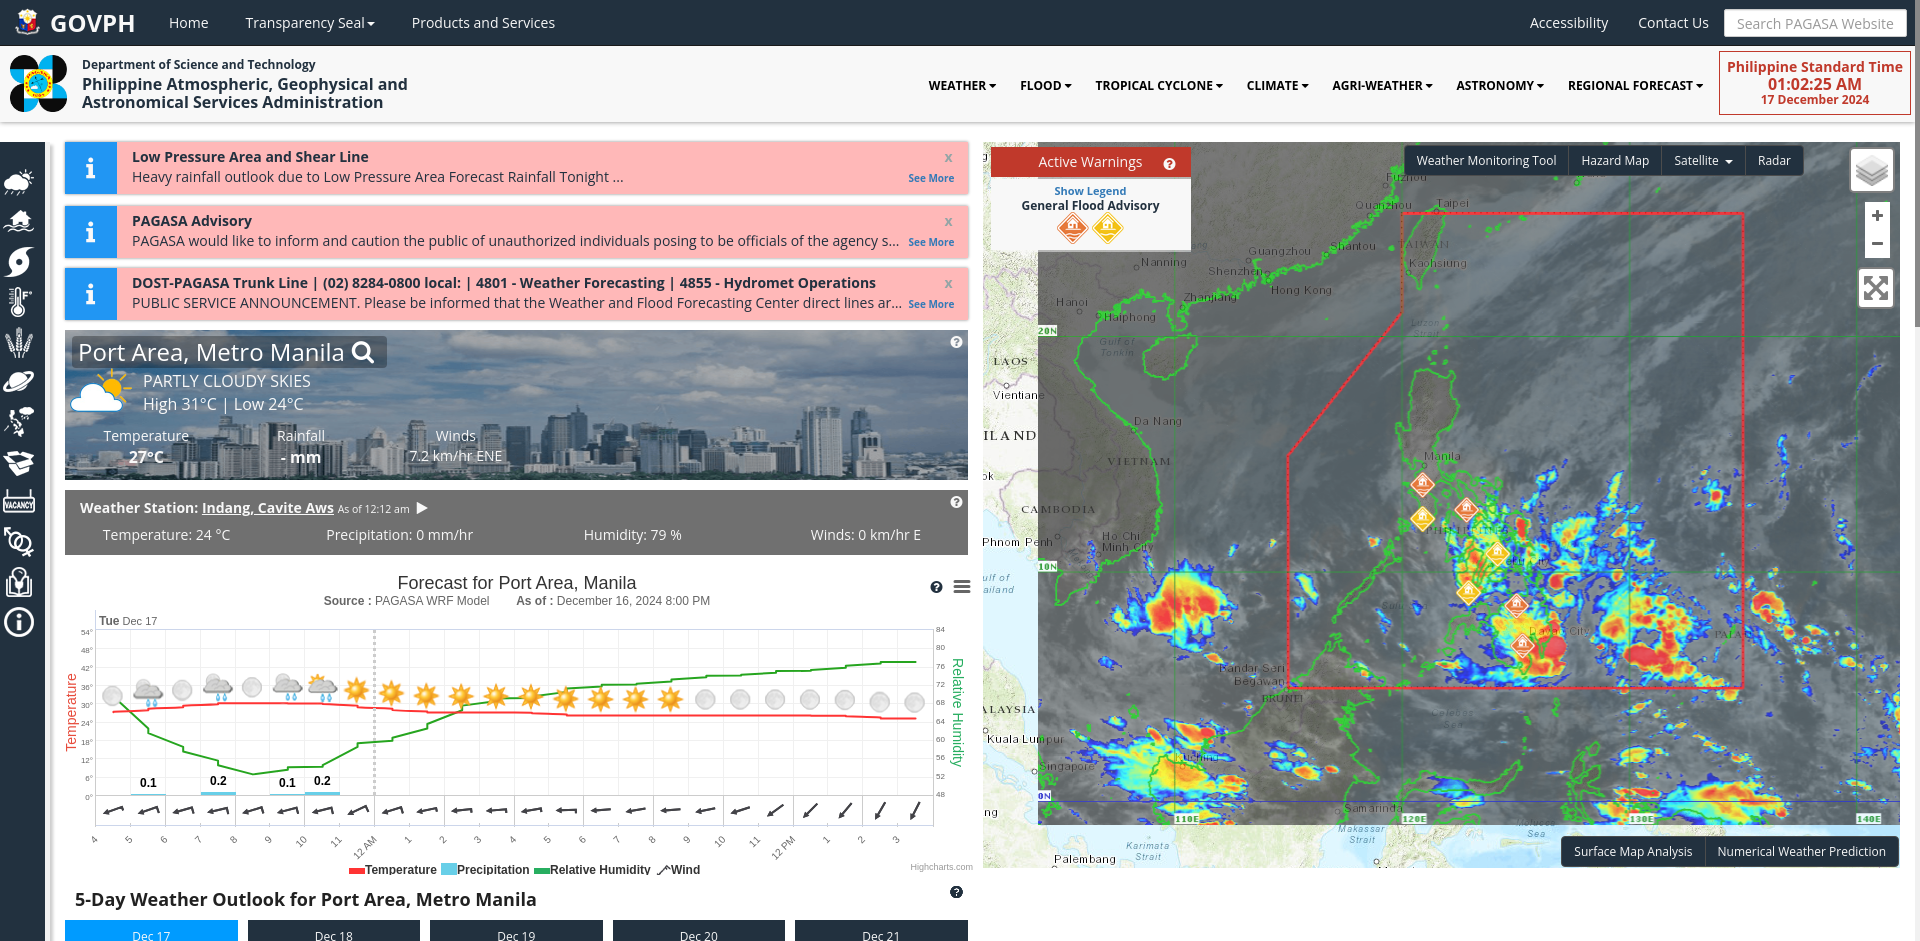 GOVPH
Home
Transparency Seal
Products and Services
Accessibility
Contact Us
Search PAGASA Website
Department of Science and Technology
Philippine Atmospheric, Geophysical and
Astronomical Services Administration
WEATHER
FLOOD
TROPICAL CYCLONE
CLIMATE
AGRI-WEATHER
ASTRONOMY
REGIONAL FORECAST
Philippine Standard Time
01:02:25 AM
17 December 2024
VACANCY
Low Pressure Area and Shear Line
x
Heavy rainfall outlook due to Low Pressure Area Forecast Rainfall Tonight ...
See More
PAGASA Advisory
x
PAGASA would like to inform and caution the public of unauthorized individuals posing to be officials of the agency s...
See More
DOST-PAGASA Trunk Line | (02) 8284-0800 local: | 4801 - Weather Forecasting | 4855 - Hydromet Operations
x
PUBLIC SERVICE ANNOUNCEMENT. Please be informed that the Weather and Flood Forecasting Center direct lines ar...
See More
Port Area, Metro Manila
PARTLY CLOUDY SKIES
High 31°C | Low 24°C
Temperature
27°C
Rainfall
- mm
Winds
7.2 km/hr ENE
Weather Station: Indang, Cavite Aws As of 12:12 am
Temperature: 24 °C
Precipitation: 0 mm/hr
Humidity: 79 %
Winds: 0 km/hr E
Forecast for Port Area, Manila
Source : PAGASA WRF Model As of : December 16, 2024 8:00 PM
Tue Dec 17
Temperature
54°
48°
42°
36°
30°
24°
18°
12°
6°
0°
0.1
0.2
0.1
0.2
84
80
76
72
68
64
60
56
52
48
Relative Humidity
4
5
6
7
8
9
10
11
12 AM
1
2
3
4
5
6
7
8
9
10
11
12 PM
1
2
3
Temperature
Precipitation
Relative Humidity
Wind
Highcharts.com
5-Day Weather Outlook for Port Area, Metro Manila
Dec 17
Dec 18
Dec 19
Dec 20
Dec 21
Active Warnings
Show Legend
General Flood Advisory
Weather Monitoring Tool
Hazard Map
Satellite
Radar
+
−
Fuzhou
Quanzhou
Taipei
Shantou
TAIWAN
Kaohsiung
Guangzhou
Nanning
Shenzhen
Hong Kong
Zhanjiang
Hanoi
Haiphong
Gulf of
Tonkin
Luzon
Strait
20N
LAOS
Vientiane
Da Nang
ILAND
VIETNAM
Manila
ok
CAMBODIA
PHILIPPINES
Phnom Penh
Ho Chi
Minh City
10N
ulf of
ailand
Davao City
PALAU
Bandar Seri
Begawan
BRUNEI
ALAYSIA
Kuala Lumpur
Celebes
Sea
Kuching
Singapore
0N
ng
Samarinda
110E
120E
130E
140E
Makassar
Strait
Molucca
Sea
Karimata
Strait
Palembang
Surface Map Analysis
Numerical Weather Prediction